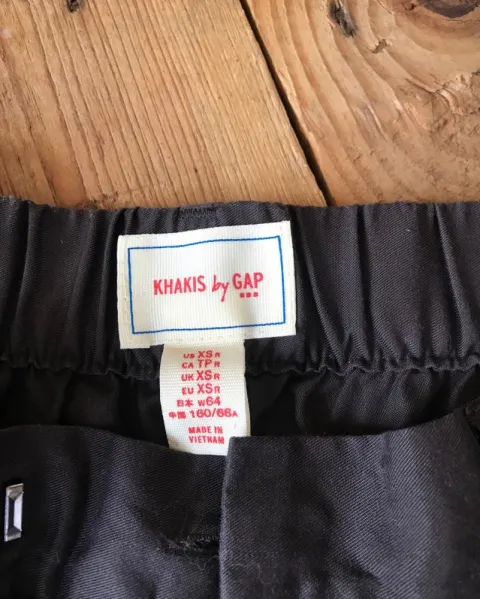 KHAKIS by GAP
US XS R
CA TP R
UK XS R
EU XS R
日本 W64
中国 160/66A
MADE IN
VIETNAM